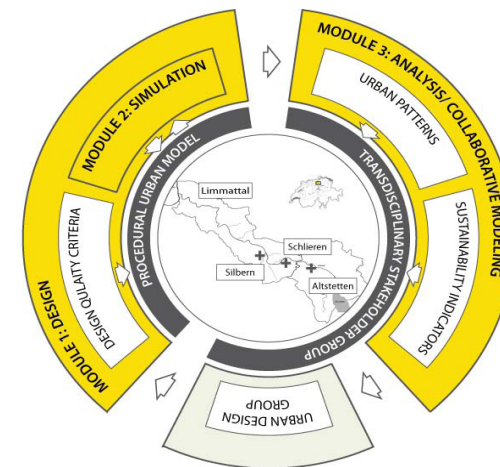 MODULE 1: DESIGN
DESIGN QULAITY CRITERIA
MODULE 2: SIMULATION
PROCEDURAL URBAN MODEL
MODULE 3: ANALYSIS/ COLLABORATIVE MODELING
URBAN PATTERNS
SUSTAINABILITY INDICATORS
TRANSDISCIPLINARY STAKEHOLDER GROUP
Limmattal
Schlieren
Silbern
Altstetten
URBAN DESIGN
GROUP